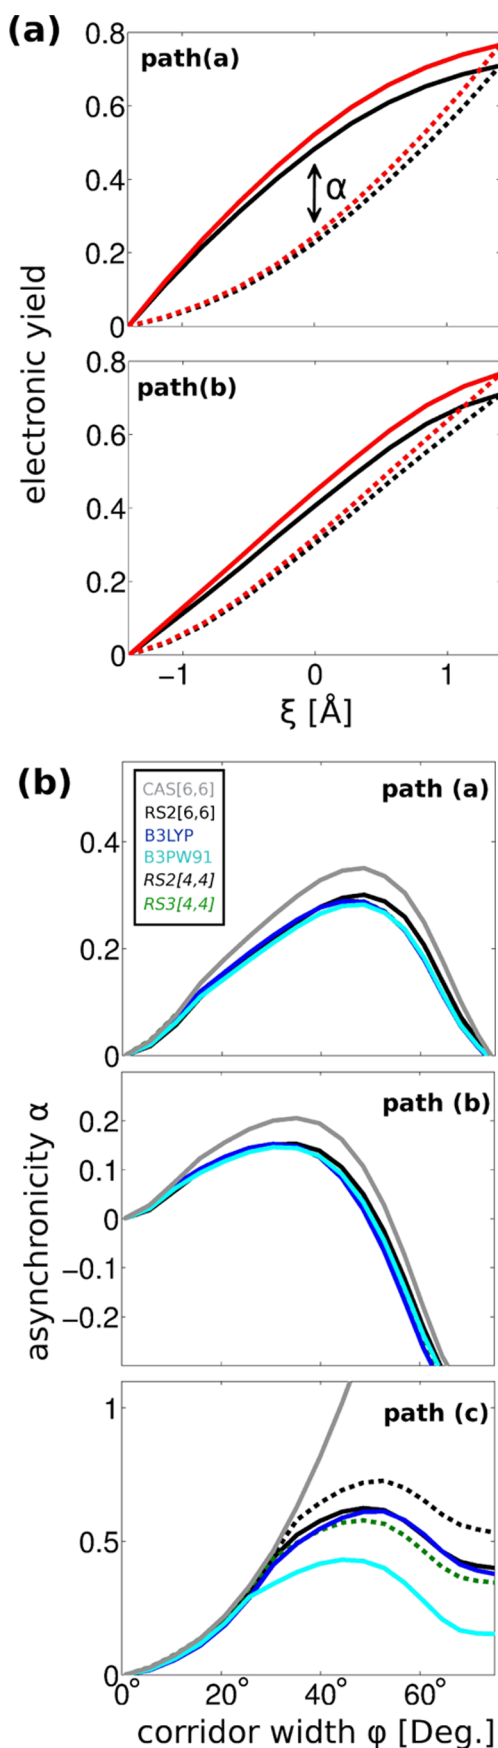 (a)
0.8
path(a)
0.6
0.4
α
0.2
0
electronic yield
path(b)
0.8
0.6
0.4
0.2
0
−1
0
1
ξ [Å]
(b)
CAS[6,6]
RS2[6,6]
B3LYP
B3PW91
RS2[4,4]
RS3[4,4]
path (a)
0.4
0.2
0
path (b)
0.2
0.1
0
−0.1
−0.2
asynchronicity α
path (c)
1
0.5
0
0°
20°
40°
60°
corridor width φ [Deg.]